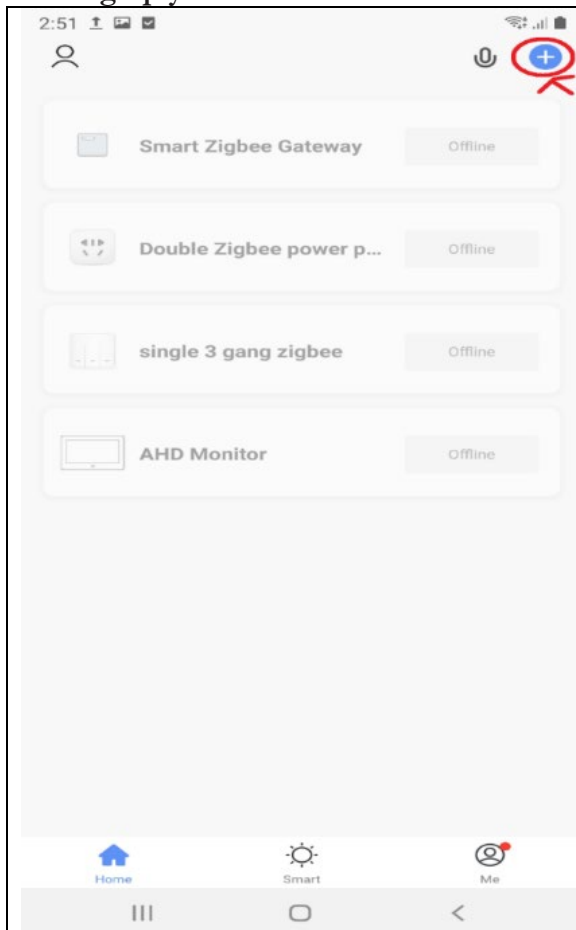 2:51
Smart Zigbee Gateway Offline
Double Zigbee power p... Offline
single 3 gang zigbee Offline
AHD Monitor Offline
Home Smart Me